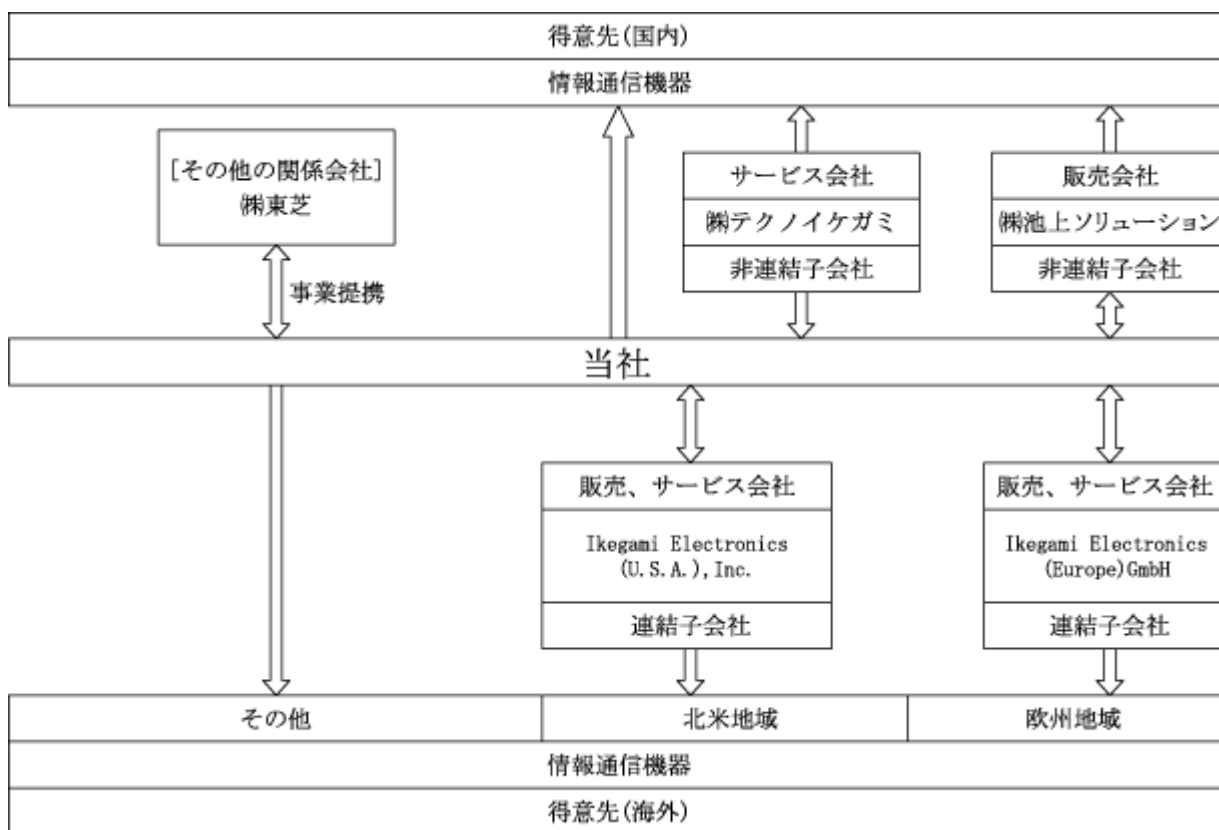 得意先(国内)
情報通信機器
[その他の関係会社]
㈱東芝
サービス会社
㈱テクノイケガミ
非連結子会社
販売会社
㈱池上ソリューション
非連結子会社
事業提携
当社
販売、サービス会社
Ikegami Electronics
(U.S.A.),Inc.
連結子会社
販売、サービス会社
Ikegami Electronics
(Europe)GmbH
連結子会社
その他
北米地域
欧州地域
情報通信機器
得意先(海外)